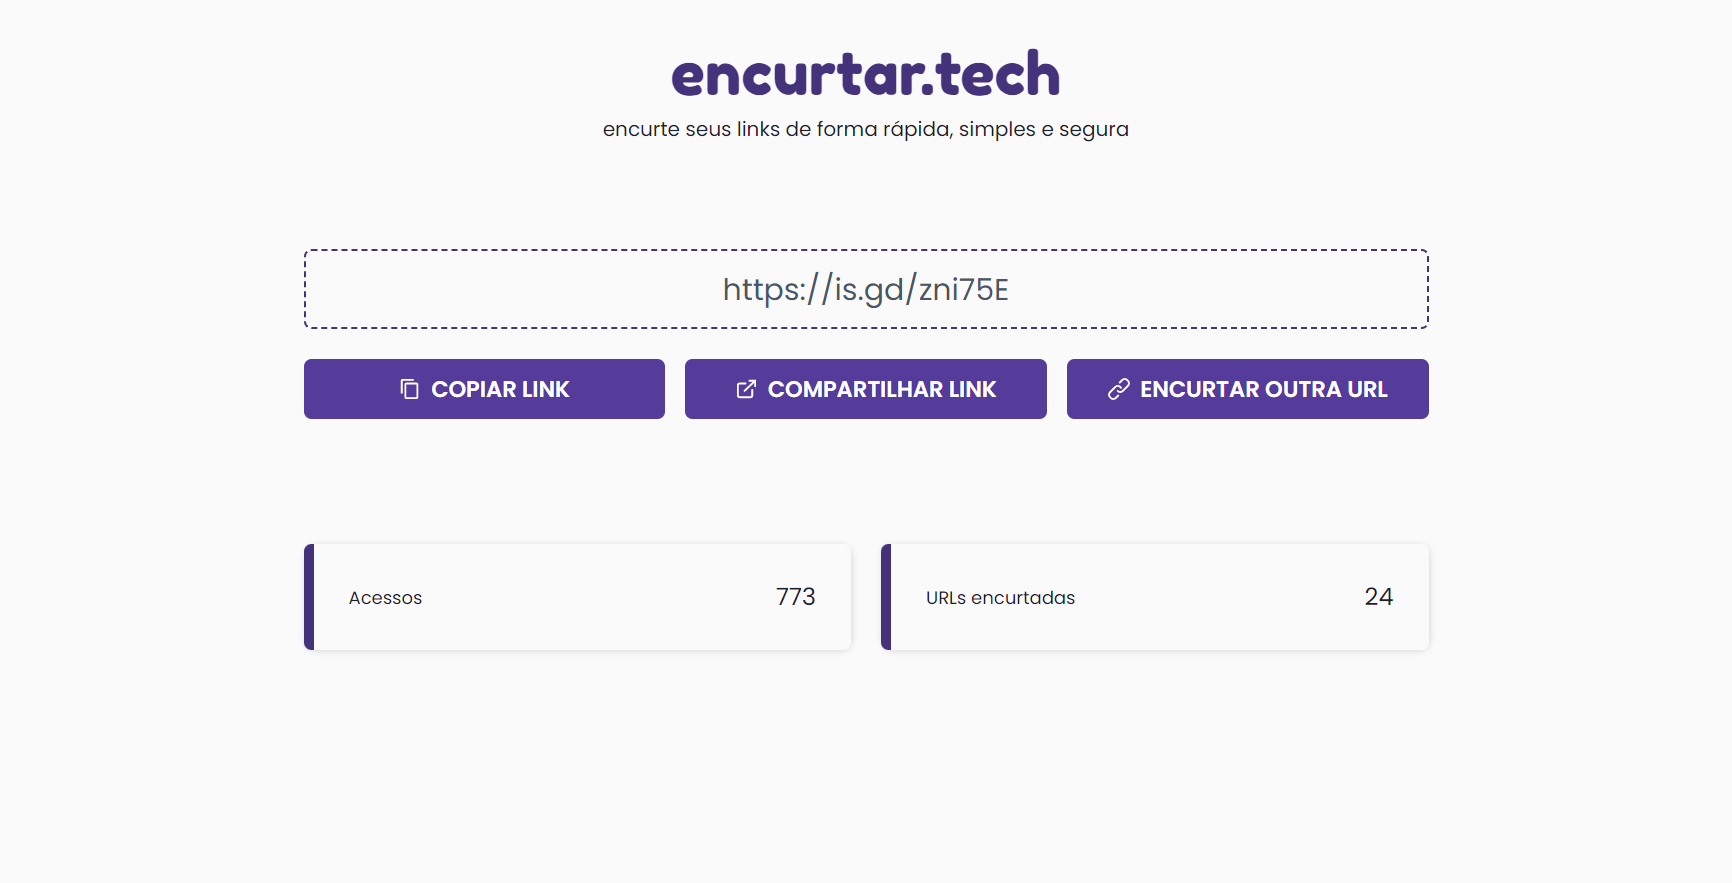 encurtar.tech
encurte seus links de forma rápida, simples e segura
https://is.gd/zni75E
COPIAR LINK
COMPARTILHAR LINK
ENCURTAR OUTRA URL
Acessos 773
URLs encurtadas 24